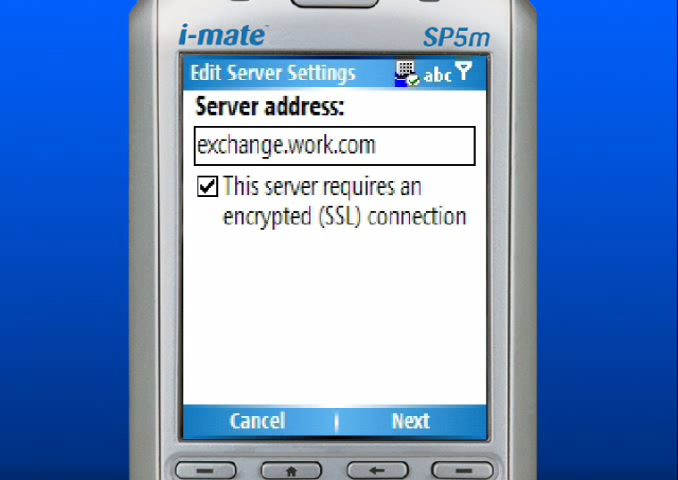 i-mate SP5m
Edit Server Settings abc
Server address:
exchange.work.com
This server requires an
encrypted (SSL) connection
Cancel Next